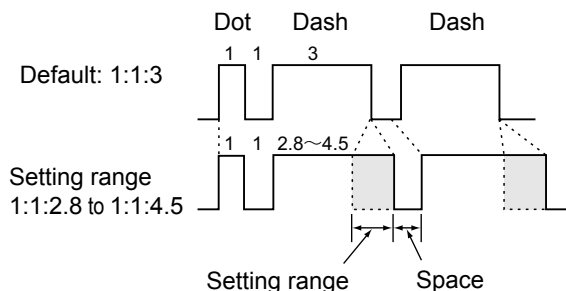 Dot Dash Dash
1 1 3
Default: 1:1:3
1 1 2.8～4.5
Setting range
1:1:2.8 to 1:1:4.5
Setting range Space